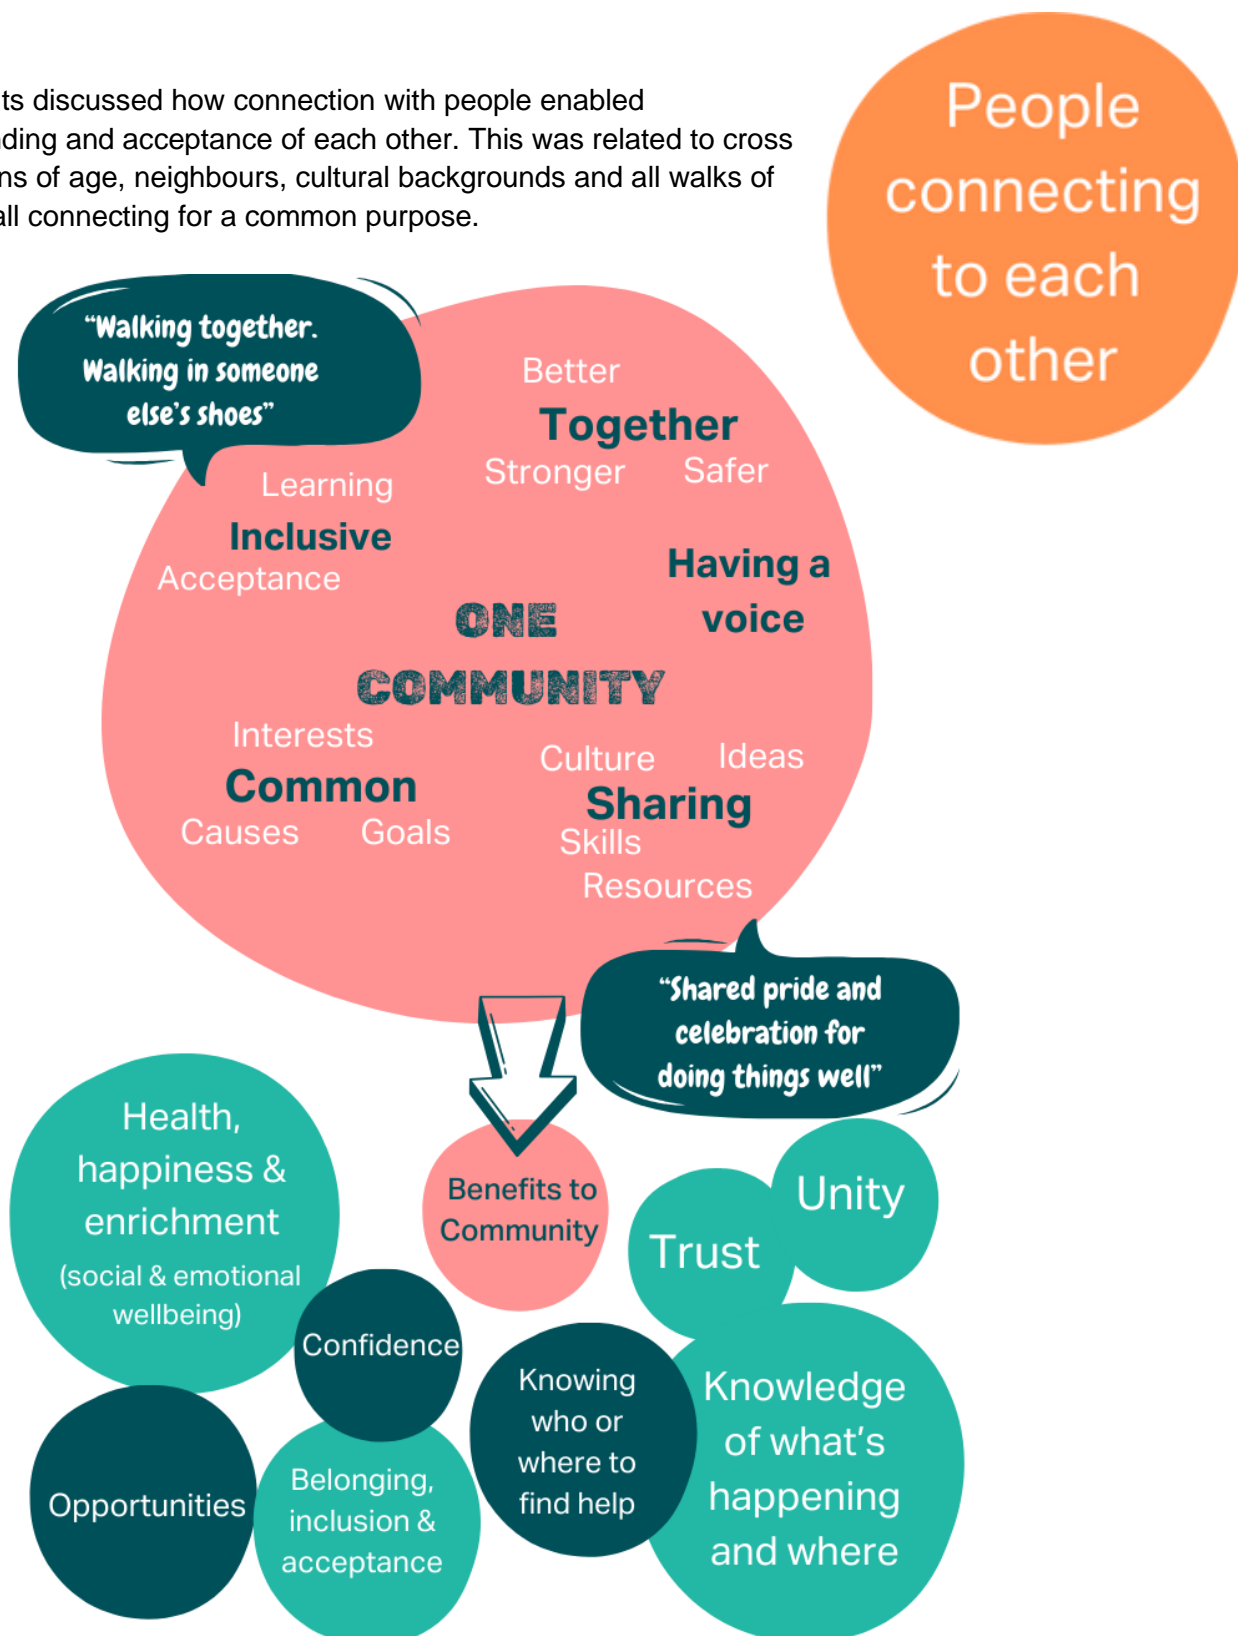 ts discussed how connection with people enabled
ding and acceptance of each other. This was related to cross
ns of age, neighbours, cultural backgrounds and all walks of
all connecting for a common purpose.
People
connecting
to each
other
“Walking together.
Walking in someone
else’s shoes”
Better
Together
Stronger Safer
Learning
Inclusive
Acceptance
Having a
voice
ONE
COMMUNITY
Interests
Common
Causes Goals
Culture Ideas
Sharing
Skills
Resources
“Shared pride and
celebration for
doing things well”
Benefits to
Community
Health,
happiness &
enrichment
(social & emotional
wellbeing)
Confidence
Opportunities
Belonging,
inclusion &
acceptance
Knowing
who or
where to
find help
Trust
Unity
Knowledge
of what’s
happening
and where